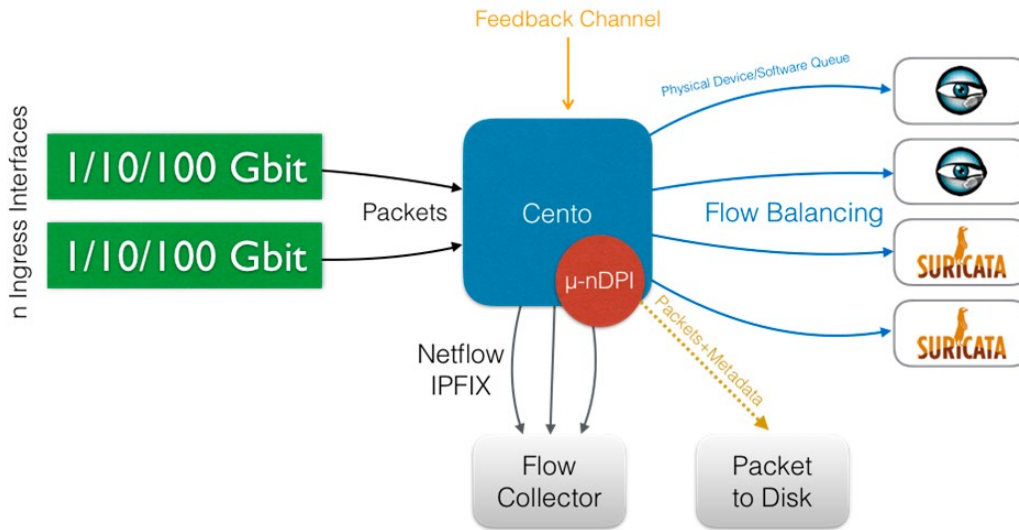 Feedback Channel
n Ingress Interfaces
1/10/100 Gbit
1/10/100 Gbit
Packets
Cento
μ-nDPI
Physical Device/Software Queue
Flow Balancing
SURICATA
SURICATA
Netflow
IPFIX
Packets+Metadata
Flow
Collector
Packet
to Disk